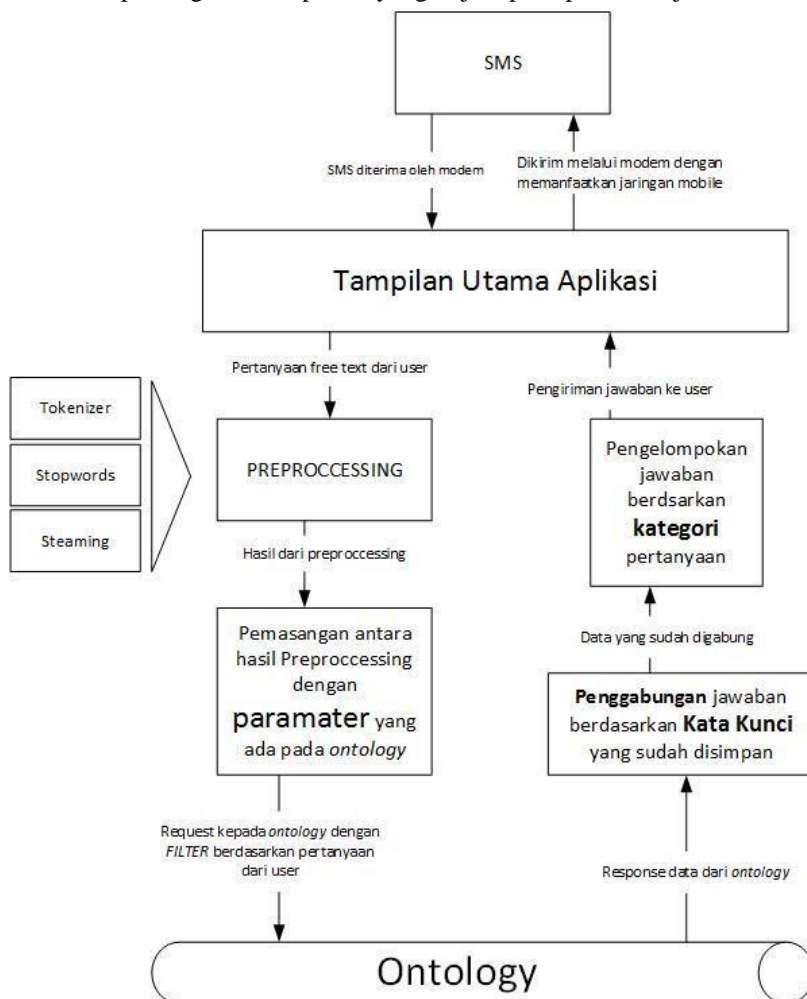 SMS
SMS diterima oleh modem
Dikirim melalui modem dengan
memanfaatkan jaringan mobile
Tampilan Utama Aplikasi
Pertanyaan free text dari user
Pengiriman jawaban ke user
Tokenizer
Stopwords
Steaming
PREPROCCESSING
Pengelompokan
jawaban
berdsarkan
kategori
pertanyaan
Hasil dari preproccessing
Data yang sudah digabung
Pemasangan antara
hasil Preproccessing
dengan
paramater yang
ada pada ontology
Penggabungan jawaban
berdasarkan Kata Kunci
yang sudah disimpan
Request kepada ontology dengan
FILTER berdasarkan pertanyaan
dari user
Response data dari ontology
Ontology